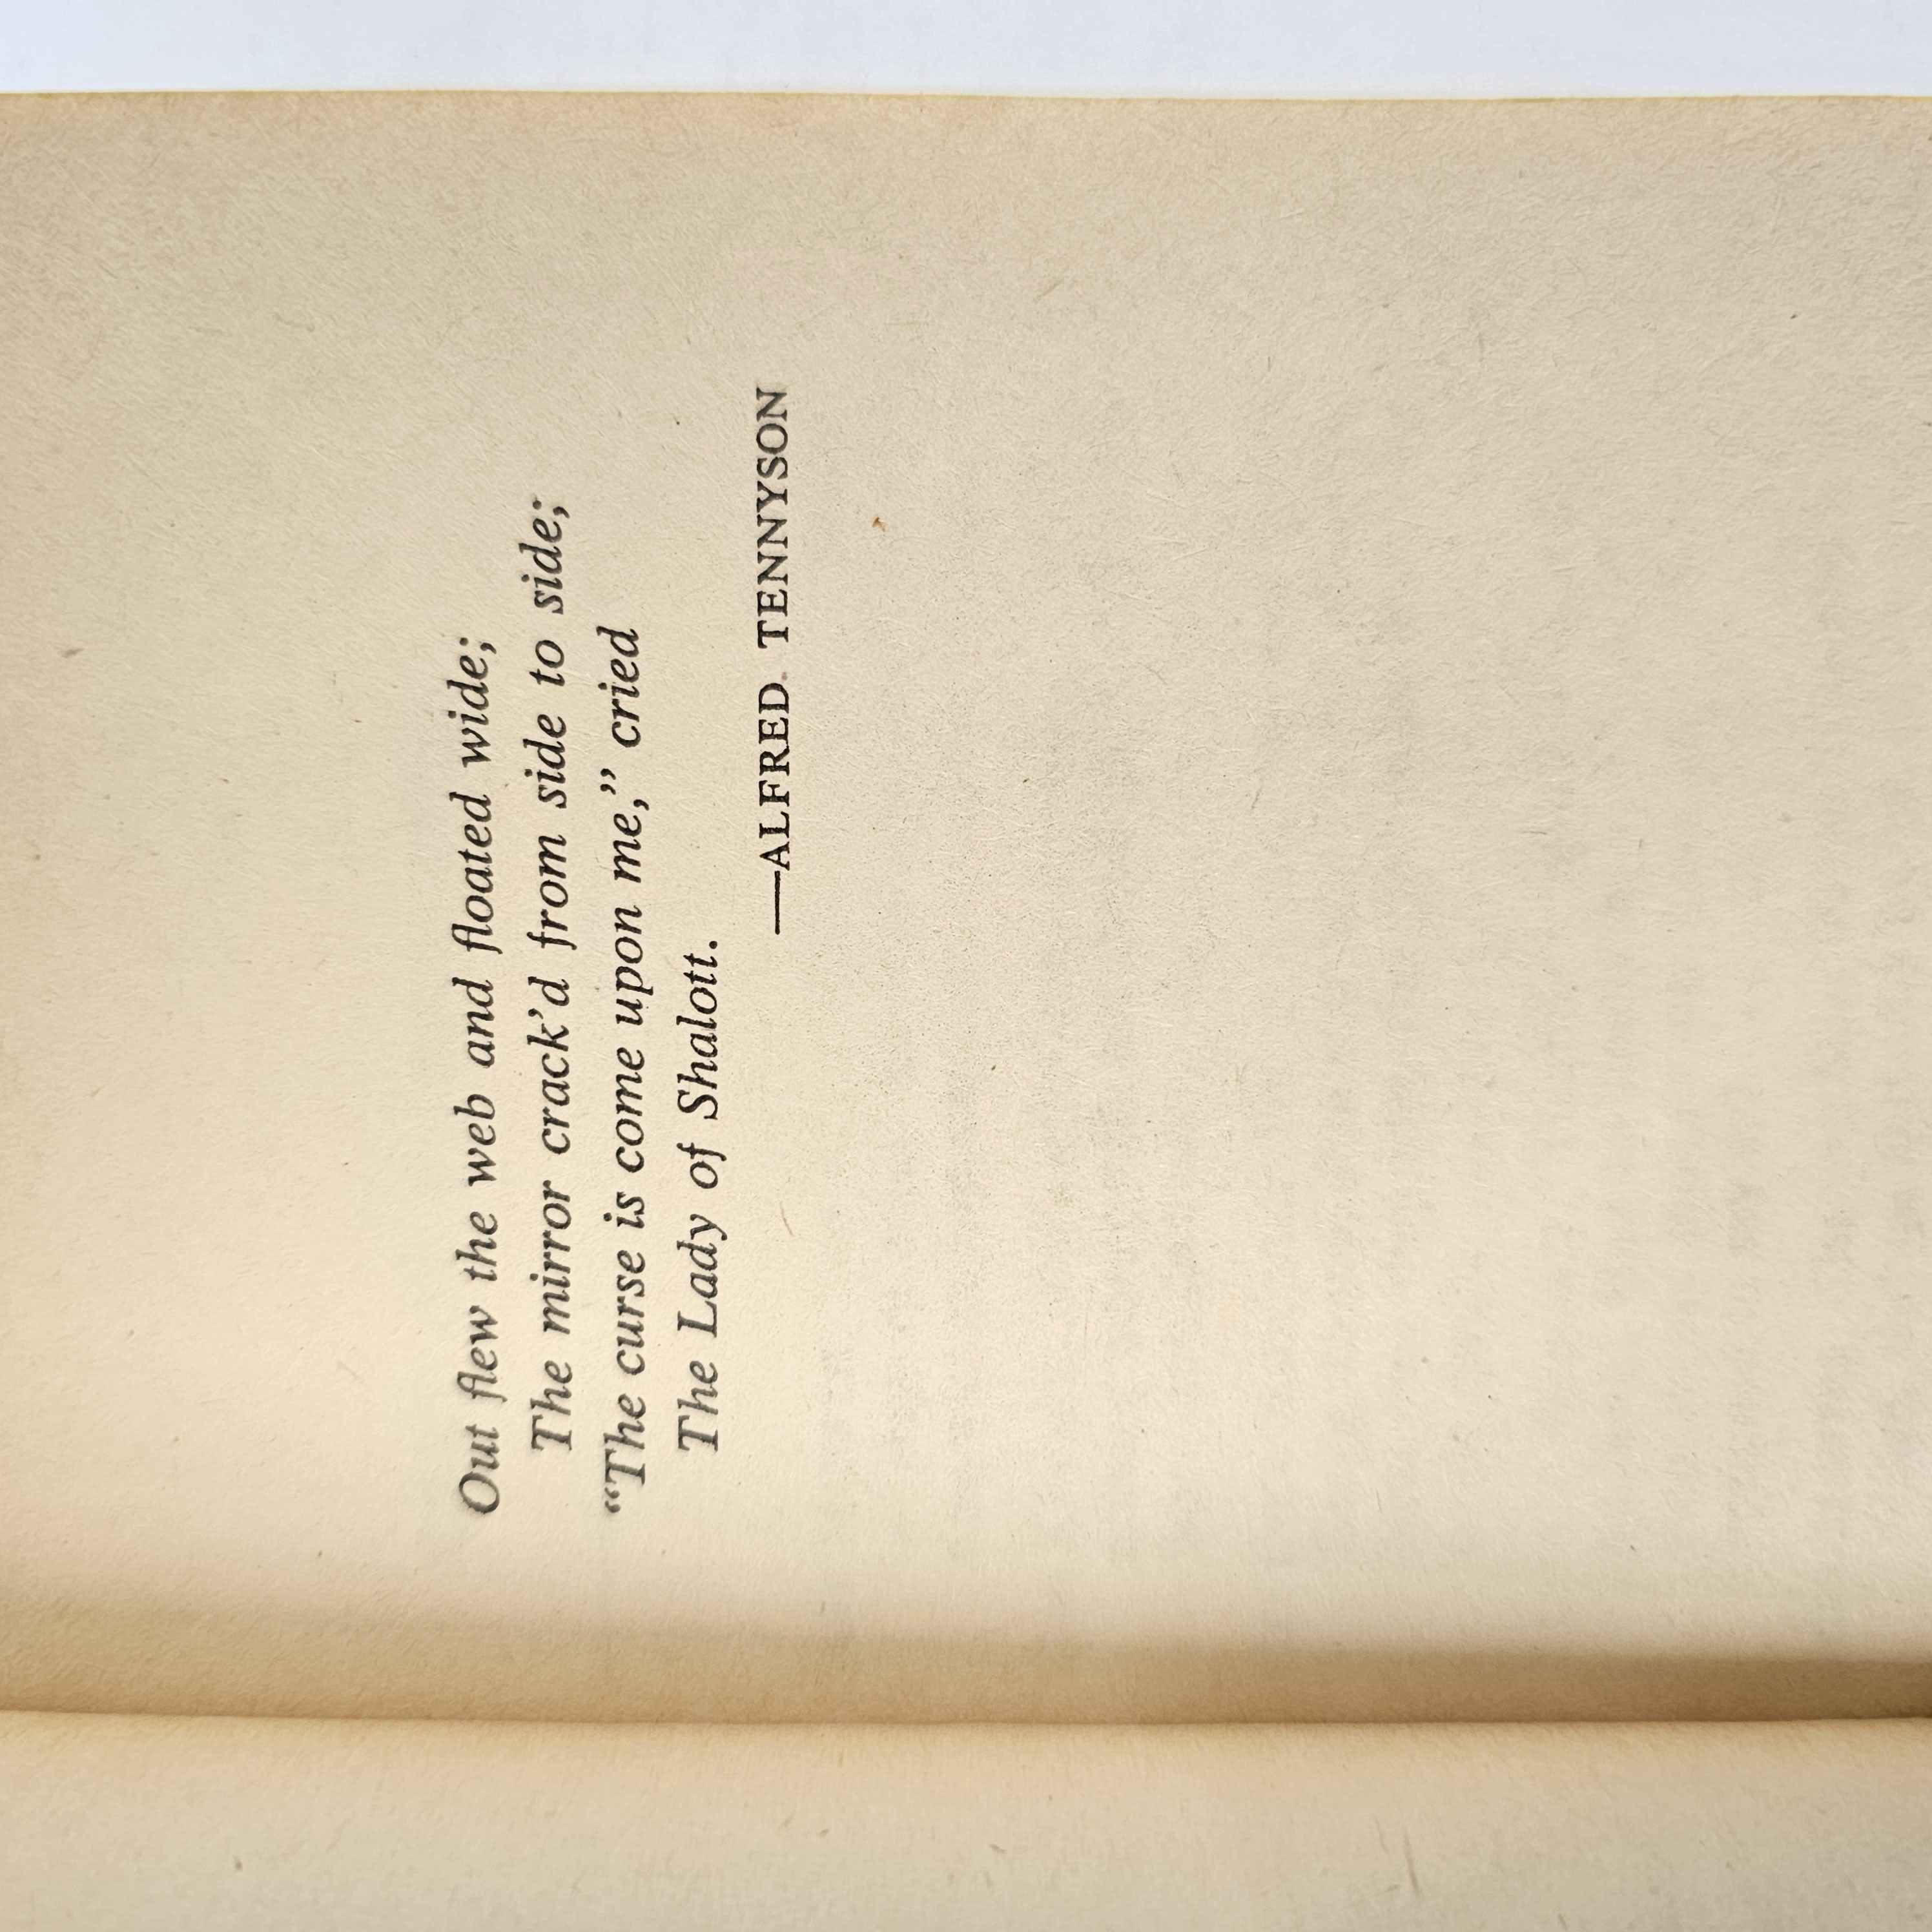 Out flew the web and floated wide;
The mirror crack’d from side to side;
“The curse is come upon me,” cried
The Lady of Shalott.
—ALFRED TENNYSON